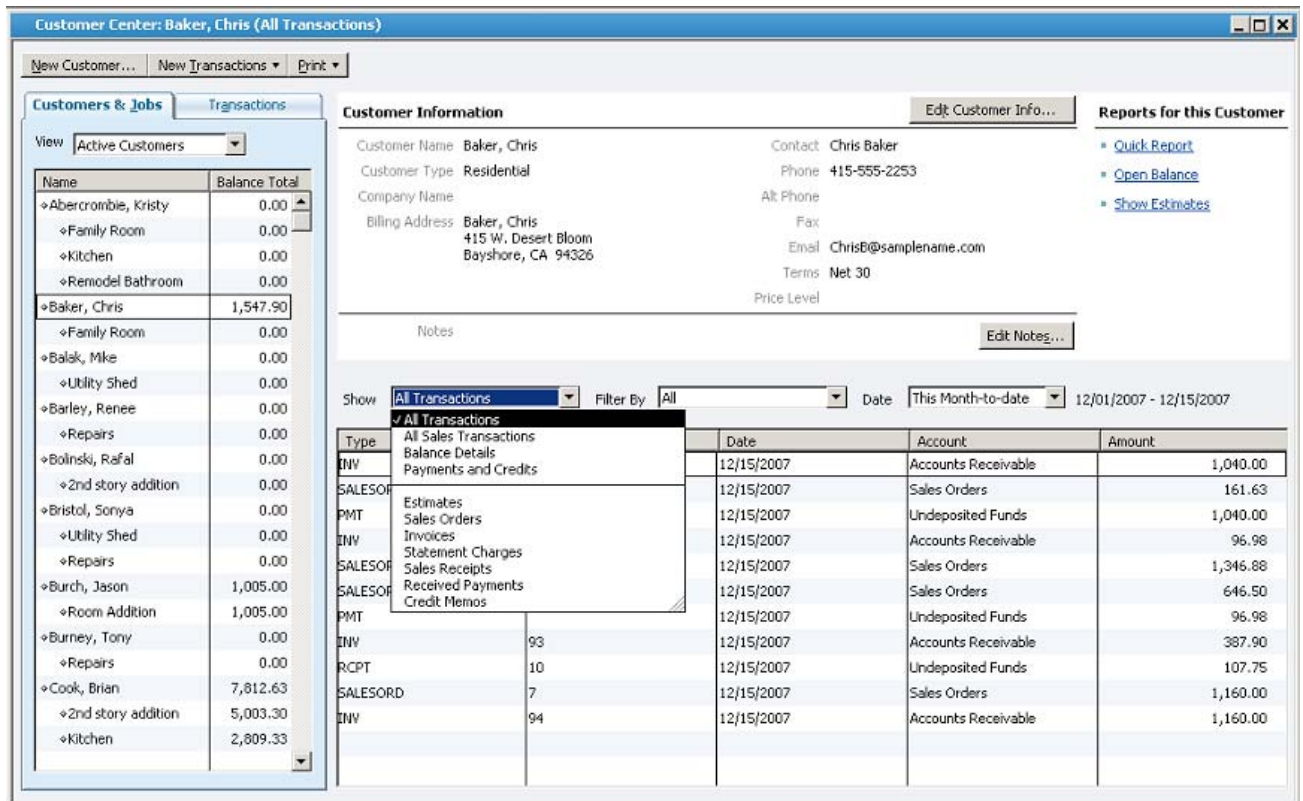 Customer Center: Baker, Chris (All Transactions)
New Customer... New Transactions Print
Customers & Jobs Transactions
View Active Customers
Name Balance Total
Abercrombie, Kristy 0.00
Family Room 0.00
Kitchen 0.00
Remodel Bathroom 0.00
Baker, Chris 1,547.90
Family Room 0.00
Balak, Mike 0.00
Utility Shed 0.00
Barley, Renee 0.00
Repairs 0.00
Bolinski, Rafal 0.00
2nd story addition 0.00
Bristol, Sonya 0.00
Utility Shed 0.00
Repairs 0.00
Burch, Jason 1,005.00
Room Addition 1,005.00
Burney, Tony 0.00
Repairs 0.00
Cook, Brian 7,812.63
2nd story addition 5,003.30
Kitchen 2,809.33
Customer Information Edit Customer Info...
Customer Name Baker, Chris
Customer Type Residential
Company Name
Billing Address Baker, Chris
415 W. Desert Bloom
Bayshore, CA 94326
Contact Chris Baker
Phone 415-555-2253
Alt Phone
Fax
Email ChrisB@samplename.com
Terms Net 30
Price Level
Notes Edit Notes...
Reports for this Customer
Quick Report
Open Balance
Show Estimates
Show All Transactions Filter By All Date This Month-to-date 12/01/2007 - 12/15/2007
All Transactions
All Sales Transactions
Balance Details
Payments and Credits
Estimates
Sales Orders
Invoices
Statement Charges
Sales Receipts
Received Payments
Credit Memos
Type Date Account Amount
INV 12/15/2007 Accounts Receivable 1,040.00
SALESOR 12/15/2007 Sales Orders 161.63
PMT 12/15/2007 Undeposited Funds 1,040.00
INV 12/15/2007 Accounts Receivable 96.98
SALESOR 12/15/2007 Sales Orders 1,346.88
SALESOR 12/15/2007 Sales Orders 646.50
PMT 12/15/2007 Undeposited Funds 96.98
INV 93 12/15/2007 Accounts Receivable 387.90
RCPT 10 12/15/2007 Undeposited Funds 107.75
SALESORD 7 12/15/2007 Sales Orders 1,160.00
INV 94 12/15/2007 Accounts Receivable 1,160.00